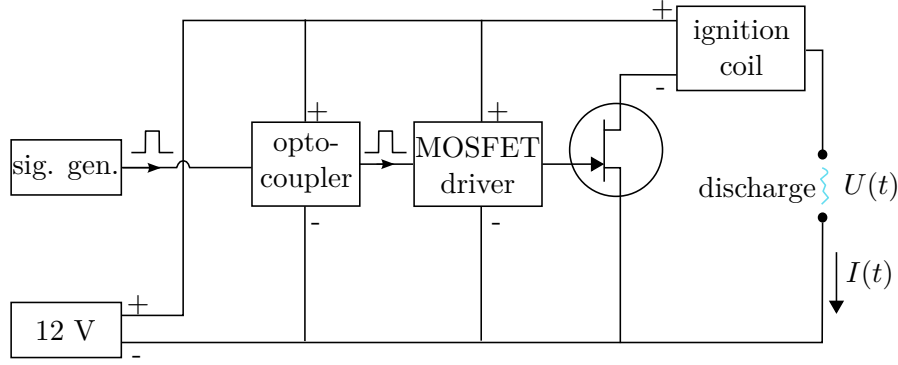 +
ignition
coil
-
+
+
sig. gen.
opto-
coupler
MOSFET
driver
discharge
U(t)
-
-
I(t)
+
12 V
-